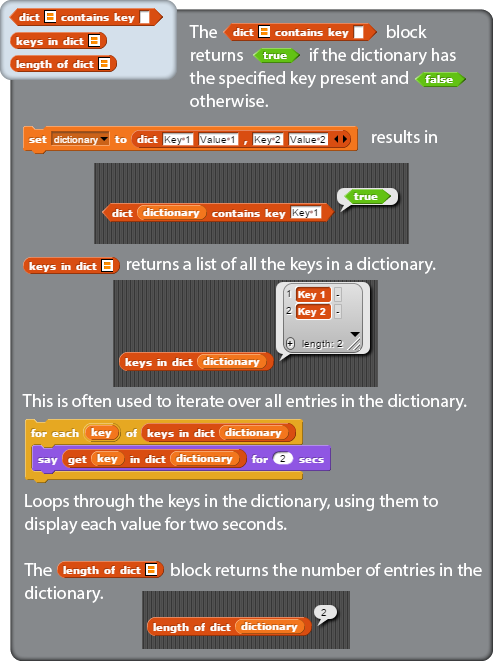 dict contains key
keys in dict
length of dict
The dict contains key block
returns true if the dictionary has
the specified key present and false
otherwise.
set dictionary to dict Key*1 Value*1 , Key*2 Value*2 results in
dict dictionary contains key Key*1 true
keys in dict returns a list of all the keys in a dictionary.
1 Key 1 -
2 Key 2 -
+ length: 2
keys in dict dictionary
This is often used to iterate over all entries in the dictionary.
for each key of keys in dict dictionary
say get key in dict dictionary for 2 secs
Loops through the keys in the dictionary, using them to
display each value for two seconds.
The length of dict block returns the number of entries in the
dictionary.
length of dict dictionary 2